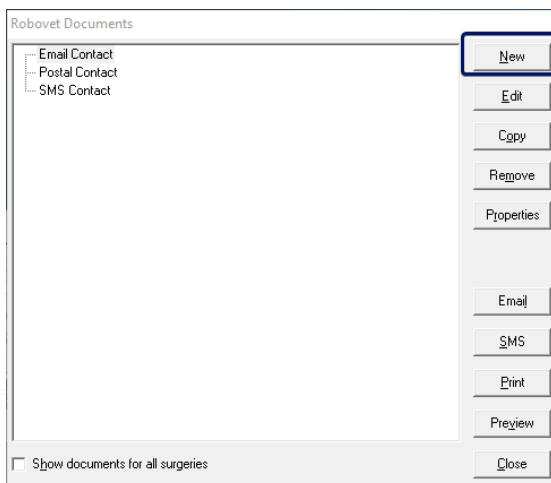 Robovet Documents
Email Contact
Postal Contact
SMS Contact
New
Edit
Copy
Remove
Properties
Email
SMS
Print
Preview
Show documents for all surgeries
Close